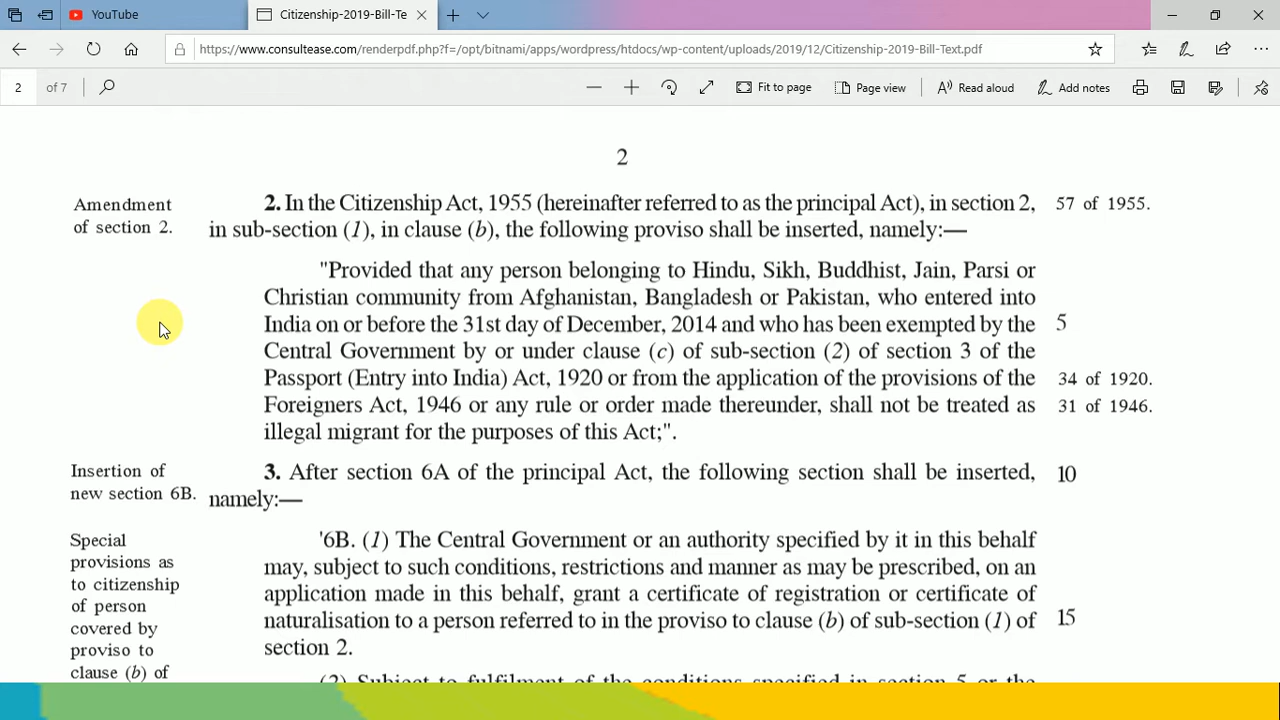 YouTube
Citizenship-2019-Bill-Te
https://www.consultease.com/renderpdf.php?f=/opt/bitnami/apps/wordpress/htdocs/wp-content/uploads/2019/12/Citizenship-2019-Bill-Text.pdf
2 of 7
Fit to page
Page view
Read aloud
Add notes
2
Amendment
of section 2.
2. In the Citizenship Act, 1955 (hereinafter referred to as the principal Act), in section 2,
57 of 1955.
in sub-section (1), in clause (b), the following proviso shall be inserted, namely:—
"Provided that any person belonging to Hindu, Sikh, Buddhist, Jain, Parsi or
Christian community from Afghanistan, Bangladesh or Pakistan, who entered into
India on or before the 31st day of December, 2014 and who has been exempted by the
5
Central Government by or under clause (c) of sub-section (2) of section 3 of the
Passport (Entry into India) Act, 1920 or from the application of the provisions of the
34 of 1920.
Foreigners Act, 1946 or any rule or order made thereunder, shall not be treated as
31 of 1946.
illegal migrant for the purposes of this Act;".
Insertion of
new section 6B.
3. After section 6A of the principal Act, the following section shall be inserted,
10
namely:—
Special
provisions as
to citizenship
of person
covered by
proviso to
clause (b) of
'6B. (1) The Central Government or an authority specified by it in this behalf
may, subject to such conditions, restrictions and manner as may be prescribed, on an
application made in this behalf, grant a certificate of registration or certificate of
naturalisation to a person referred to in the proviso to clause (b) of sub-section (1) of
15
section 2.
(2) Subject to fulfilment of the conditions specified in section 5 or the